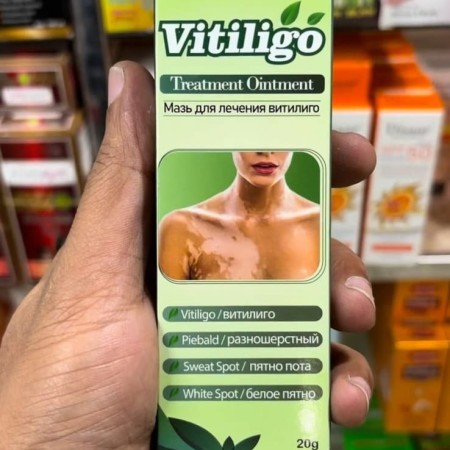 Vitiligo
Treatment Ointment
Мазь для лечения витилиго
Vitiligo/витилиго
Piebald/разношерстный
Sweat Spot/ пятно пота
White Spot/белое пятно
20g